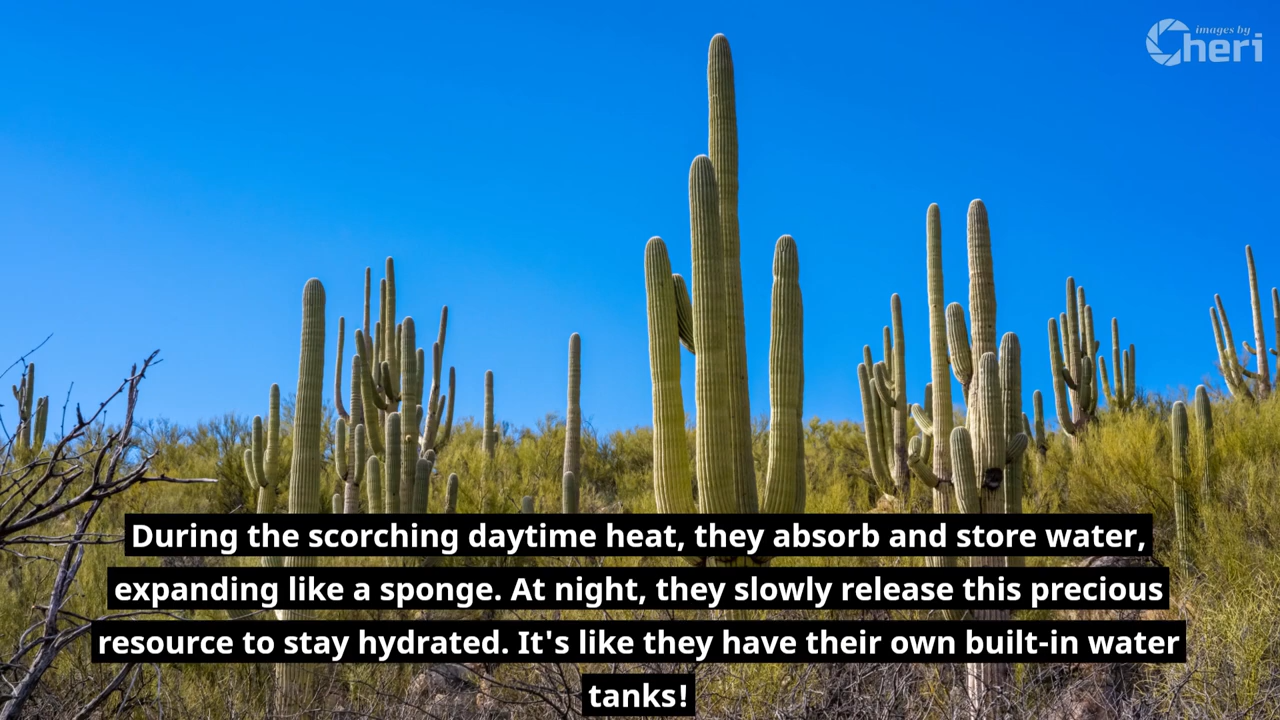 images by
Cheri
During the scorching daytime heat, they absorb and store water,
expanding like a sponge. At night, they slowly release this precious
resource to stay hydrated. It's like they have their own built-in water
tanks!